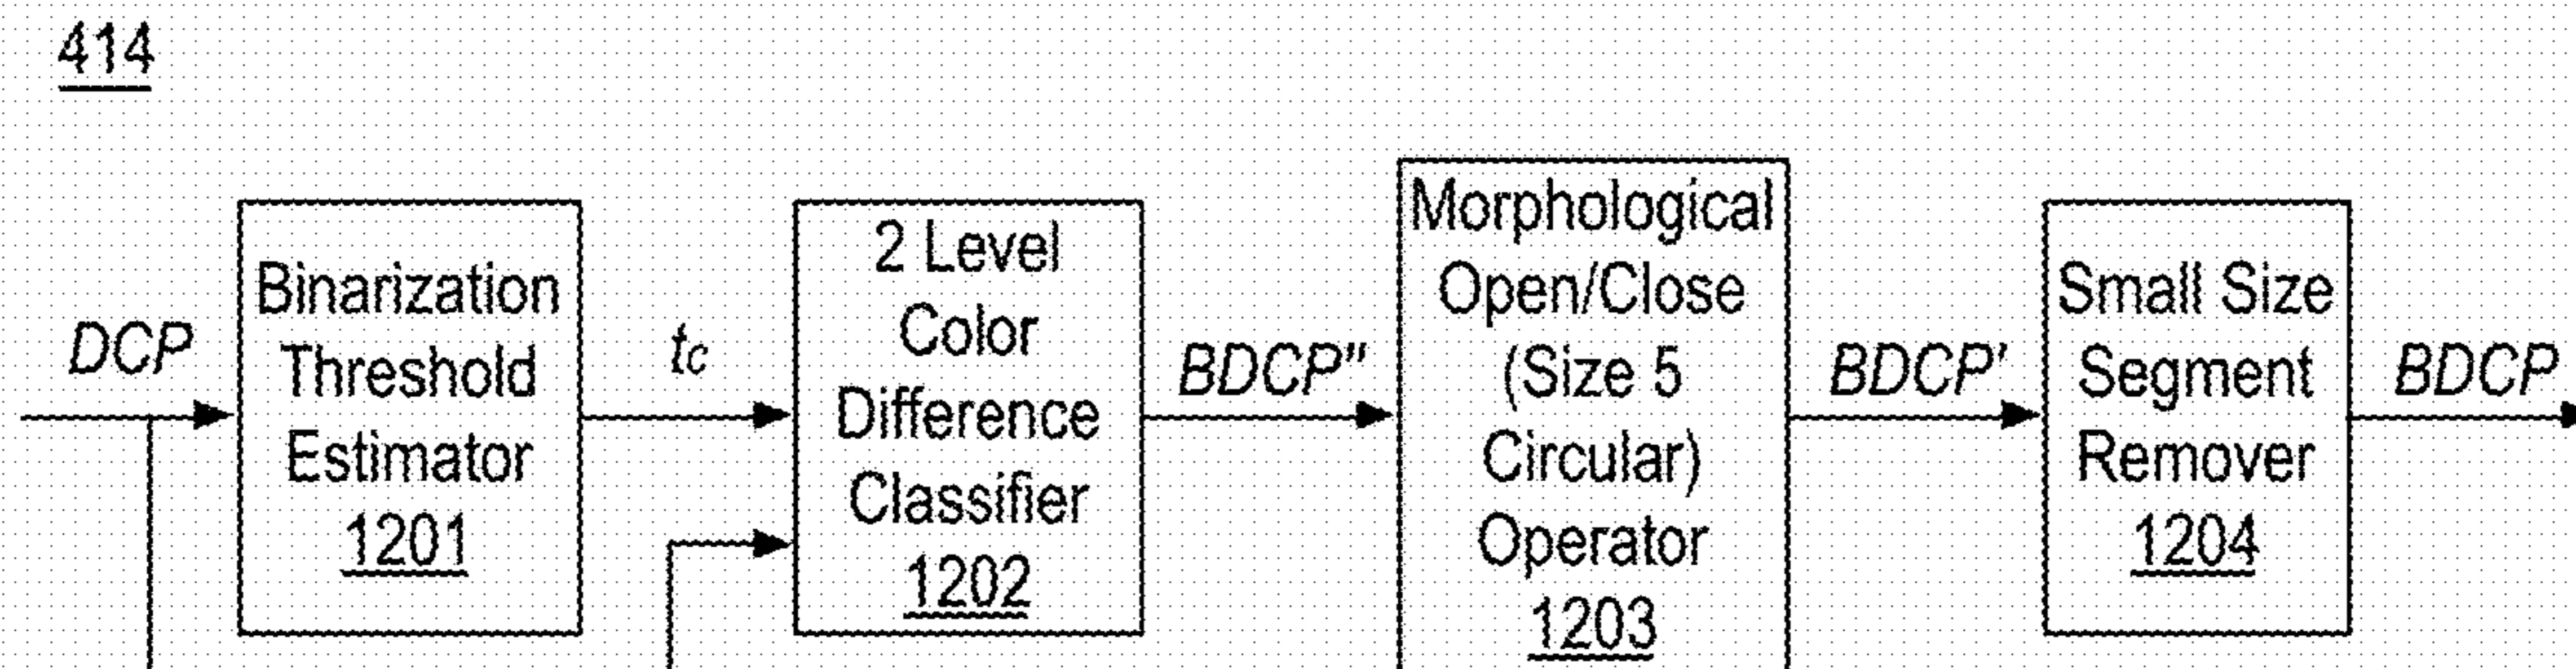 414
DCP
Binarization
Threshold
Estimator
1201
tc
2 Level
Color
Difference
Classifier
1202
BDCP"
Morphological
Open/Close
(Size 5
Circular)
Operator
1203
BDCP'
Small Size
Segment
Remover
1204
BDCP